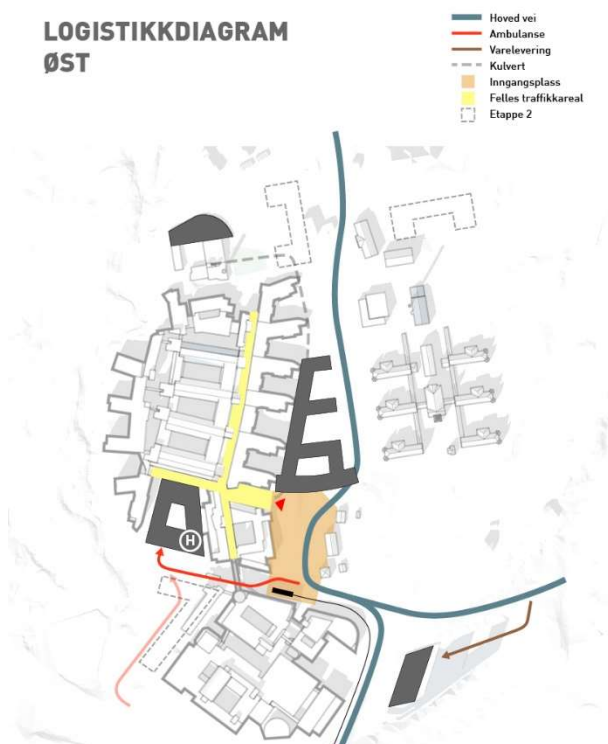 LOGISTIKKDIAGRAM
ØST
Hoved vei
Ambulanse
Varelevering
Kulvert
Inngangsplass
Felles traffikkareal
Etappe 2
H